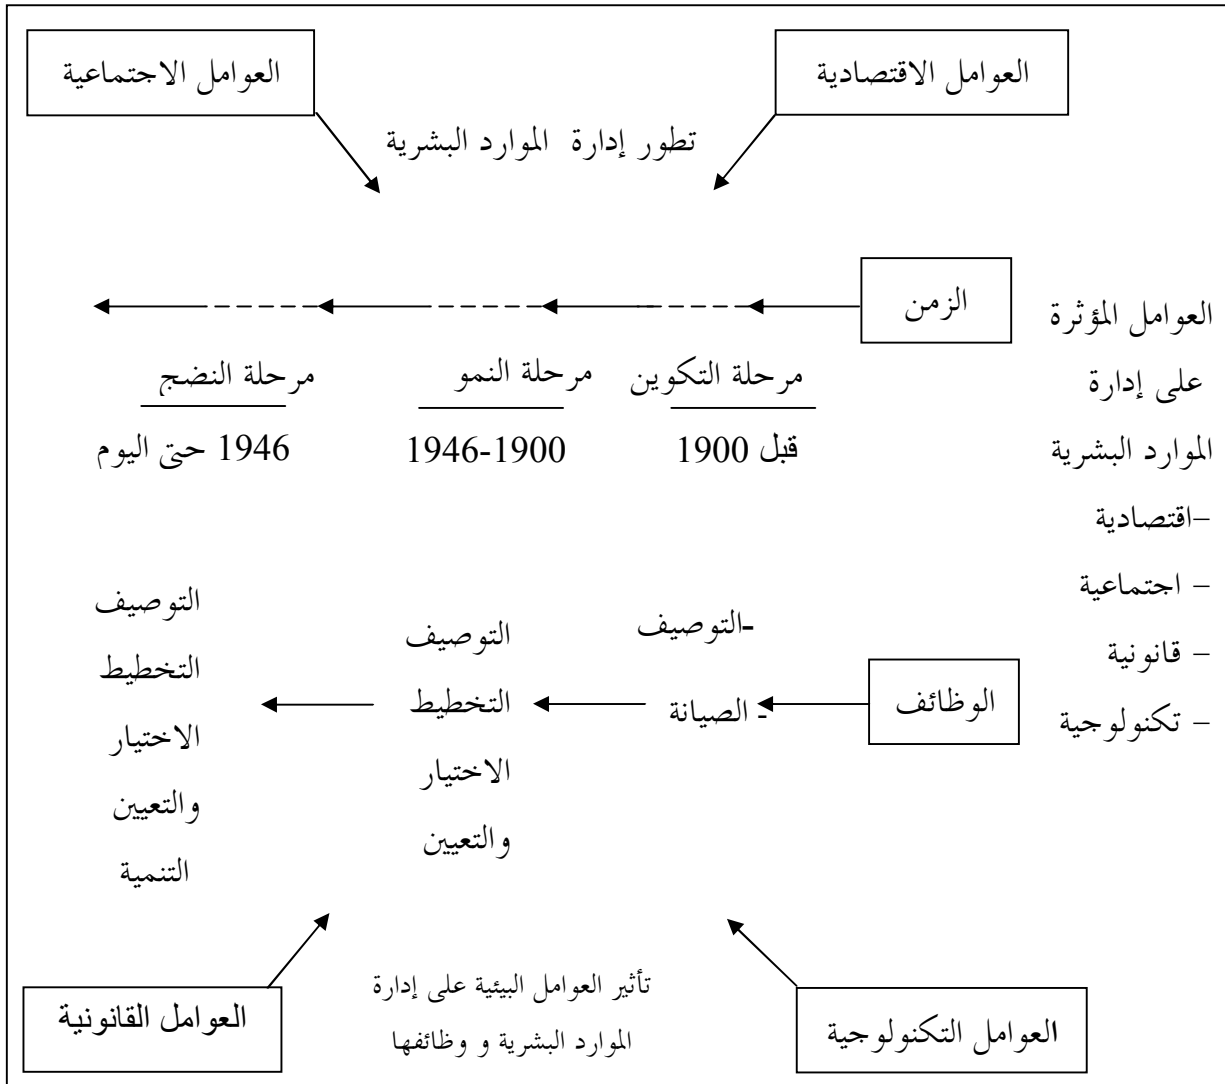 العوامل الاقتصادية
العوامل الاجتماعية
تطور إدارة الموارد البشرية
العوامل المؤثرة
على إدارة
الموارد البشرية
–اقتصادية
– اجتماعية
– قانونية
– تكنولوجية
الزمن
مرحلة التكوين
قبل 1900
مرحلة النمو
1900-1946
مرحلة النضج
1946 حتى اليوم
الوظائف
-التوصيف
- الصيانة
التوصيف
التخطيط
الاختيار
والتعيين
التوصيف
التخطيط
الاختيار
والتعيين
التنمية
العوامل التكنولوجية
تأثير العوامل البيئية على إدارة
الموارد البشرية و وظائفها
العوامل القانونية